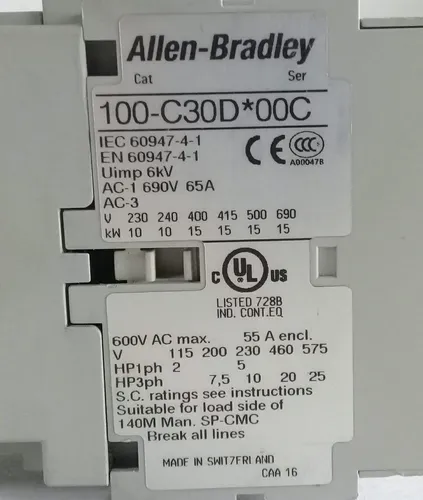 Allen-Bradley
Cat Ser
100-C30D*00C
IEC 60947-4-1
EN 60947-4-1
Uimp 6kV
AC-1 690V 65A
AC-3
CE CCC
A00047B
V 230 240 400 415 500 690
kW 10 10 15 15 15 15
C UL US
LISTED 728B
IND. CONT.EQ
600V AC max. 55 A encl.
V 115 200 230 460 575
HP1ph 2 5
HP3ph 7,5 10 20 25
S.C. ratings see instructions
Suitable for load side of
140M Man. SP-CMC
Break all lines
MADE IN SWITZERLAND
CAA 16